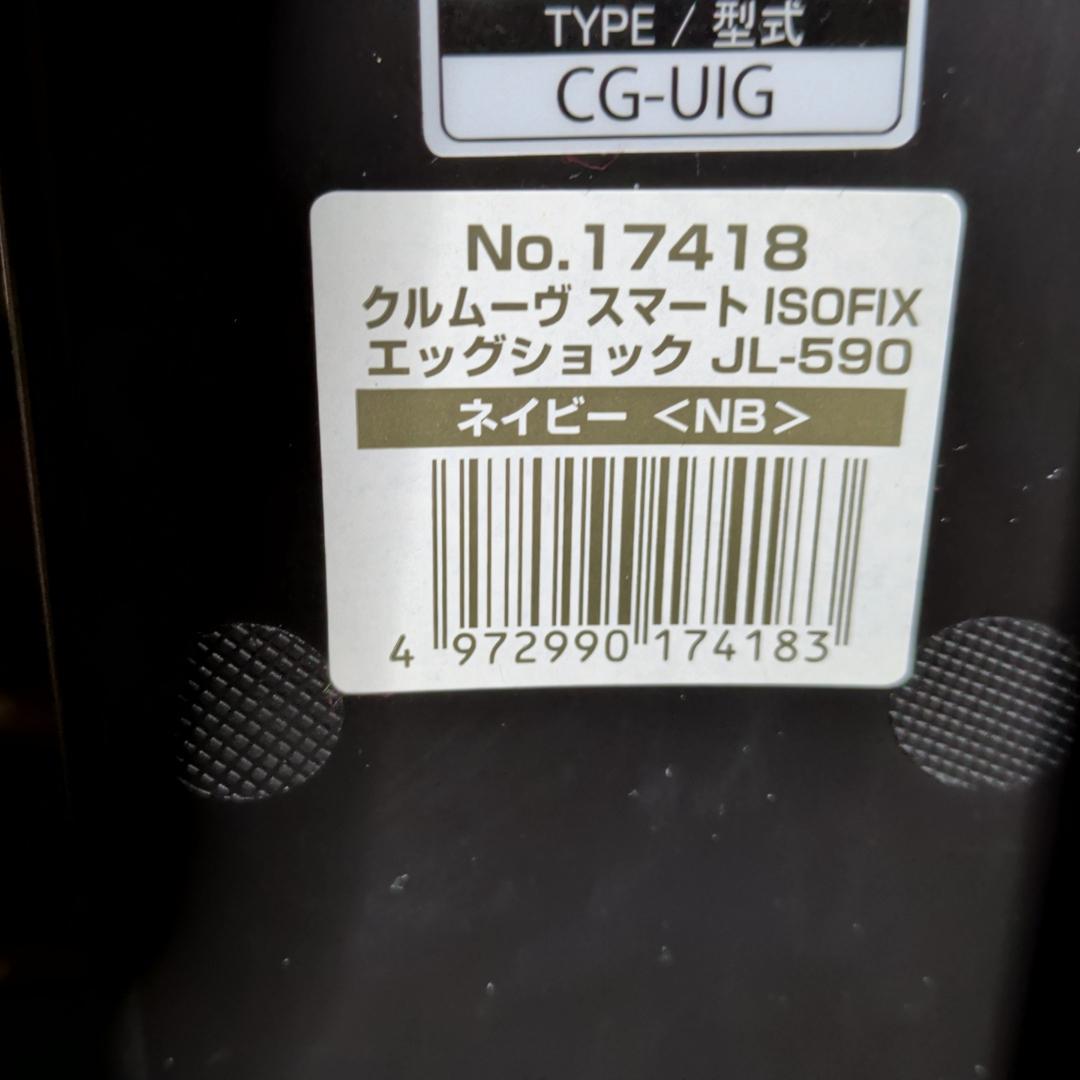 TYPE / 型式
CG-UIG
No.17418
クルムーヴ スマート ISOFIX
エッグショック JL-590
ネイビー ＜NB＞
4 972990 174183